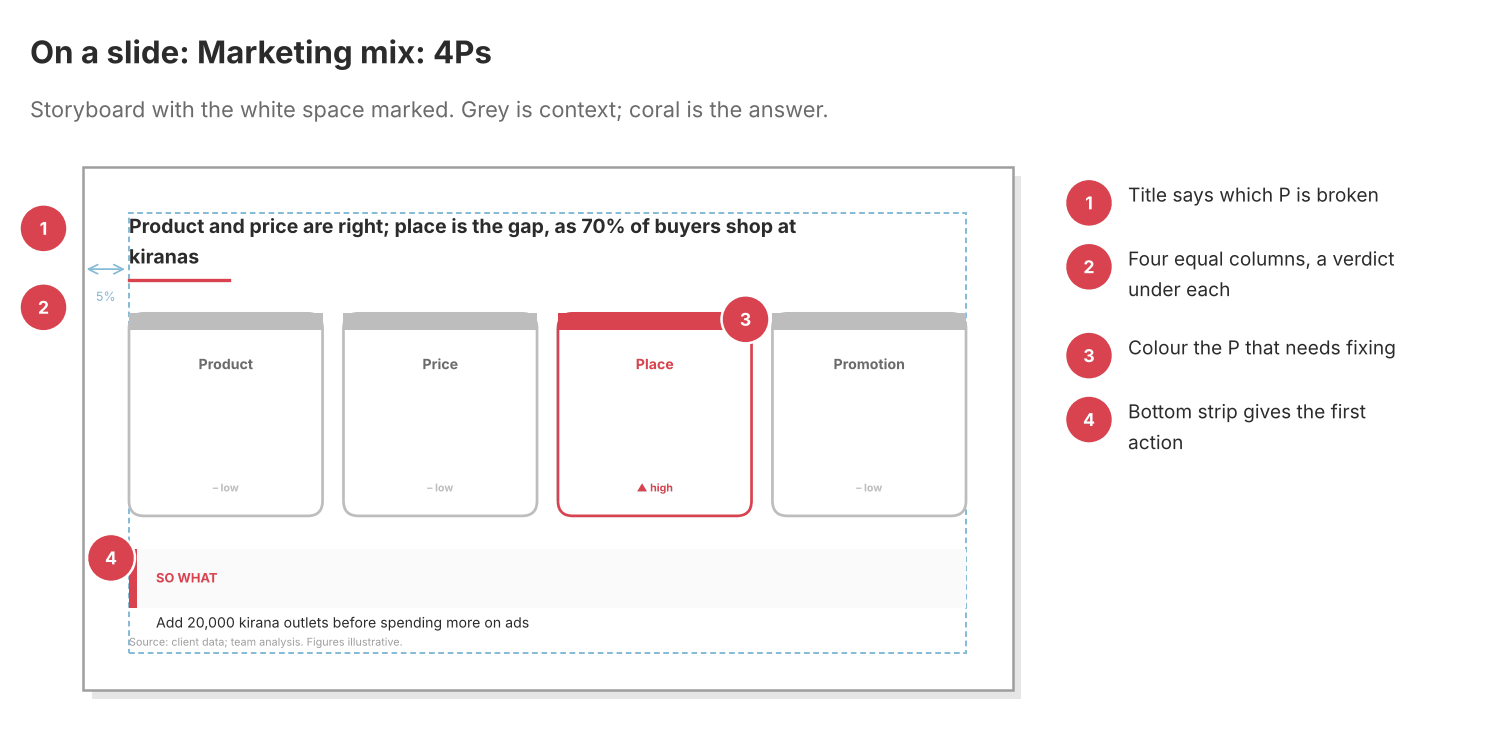 On a slide: Marketing mix: 4Ps
Storyboard with the white space marked. Grey is context; coral is the answer.
1
Product and price are right; place is the gap, as 70% of buyers shop at
kiranas
5%
2
3
Product
Price
Place
Promotion
– low
– low
▲ high
– low
4
SO WHAT
Add 20,000 kirana outlets before spending more on ads
Source: client data; team analysis. Figures illustrative.
1
Title says which P is broken
2
Four equal columns, a verdict
under each
3
Colour the P that needs fixing
4
Bottom strip gives the first
action